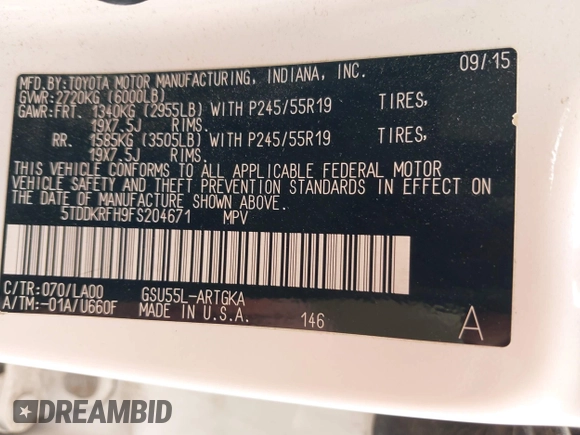 MFD.BY:TOYOTA MOTOR MANUFACTURING, INDIANA, INC. 09/15
GVWR:2720KG (6000LB)
GAWR:FRT. 1340KG (2955LB) WITH P245/55R19 TIRES,
19X7.5J RIMS.
RR. 1585KG (3505LB) WITH P245/55R19 TIRES,
19X7.5J RIMS.
THIS VEHICLE CONFORMS TO ALL APPLICABLE FEDERAL MOTOR
VEHICLE SAFETY AND THEFT PREVENTION STANDARDS IN EFFECT ON
THE DATE OF MANUFACTURE SHOWN ABOVE.
5TDDKRFH9FS204671 MPV
C/TR:070/LA00 GSU55L-ARTGKA
A/TM:-01A/U660F MADE IN U.S.A. 146 A
DREAMBID